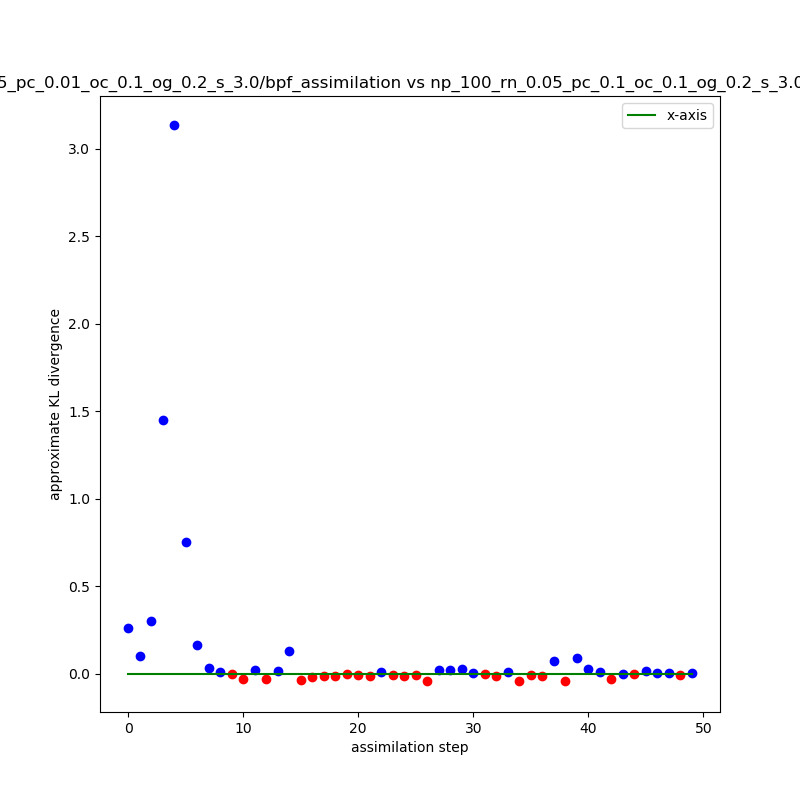 5_pc_0.01_oc_0.1_og_0.2_s_3.0/bpf_assimilation vs np_100_rn_0.05_pc_0.1_oc_0.1_og_0.2_s_3.0
x-axis
approximate KL divergence
3.0
2.5
2.0
1.5
1.0
0.5
0.0
0 10 20 30 40 50
assimilation step